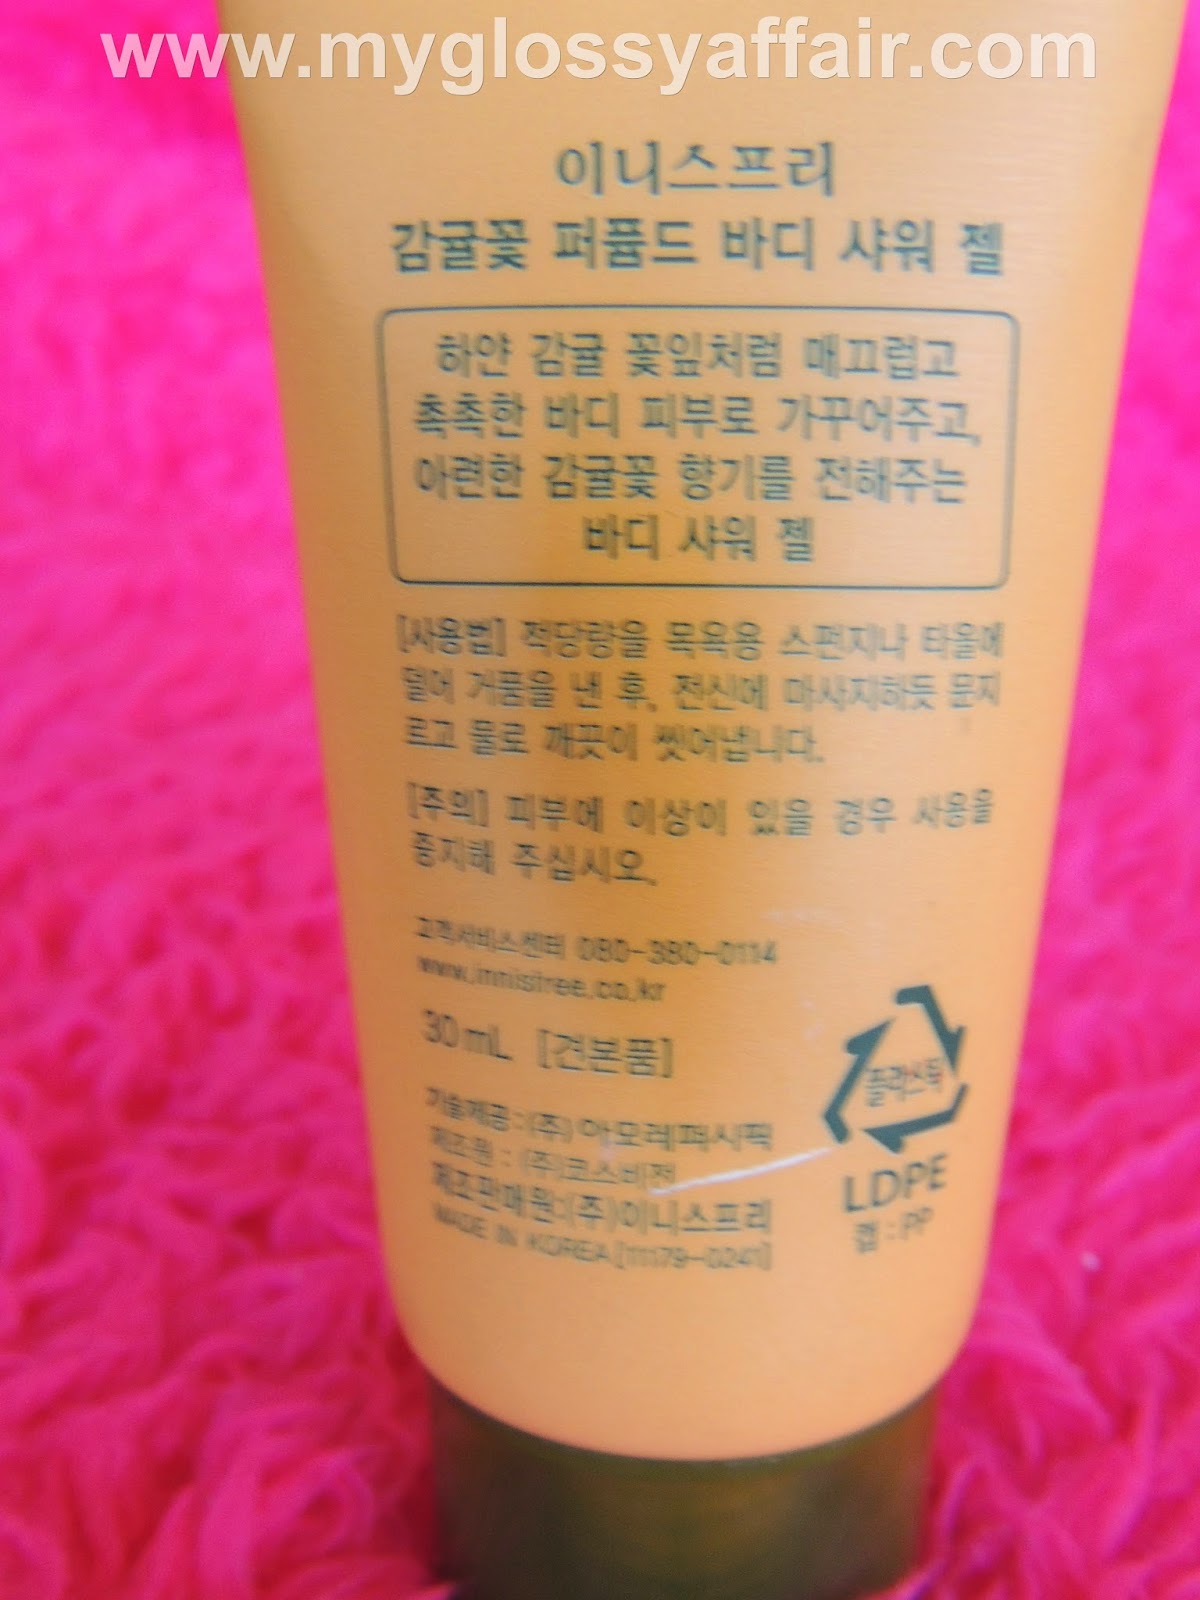 www.myglossyaffair.com
이니스프리
감귤꽃 퍼퓸드 바디 샤워 젤
하얀 감귤 꽃잎처럼 매끄럽고
촉촉한 바디 피부로 가꾸어주고,
아련한 감귤꽃 향기를 전해주는
바디 샤워 젤
[사용법] 적당량을 목욕용 스펀지나 타올에
덜어 거품을 낸 후, 전신에 마사지하듯 문지
르고 물로 깨끗이 씻어냅니다.
[주의] 피부에 이상이 있을 경우 사용을
중지해 주십시오.
고객서비스센터 080-380-0114
www.innisfree.co.kr
30 mL [견본품]
기술제공 : (주) 아모레퍼시픽
제조원 : (주)코스비전
제조판매원:(주)이니스프리
MADE IN KOREA [11179-0241]
플라스틱
LDPE
캡 : PP